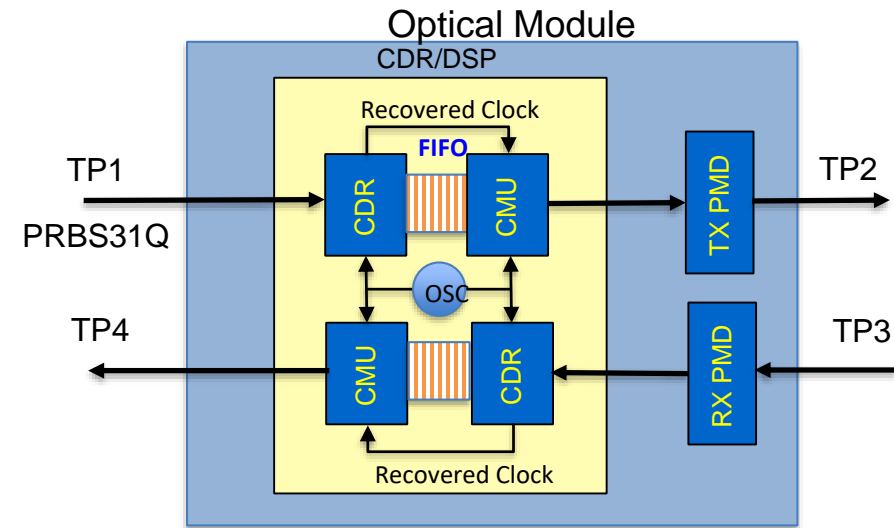 Optical Module
CDR/DSP
Recovered Clock
FIFO
TP1
CDR
CMU
TX PMD
TP2
PRBS31Q
OSC
TP4
CMU
CDR
RX PMD
TP3
Recovered Clock